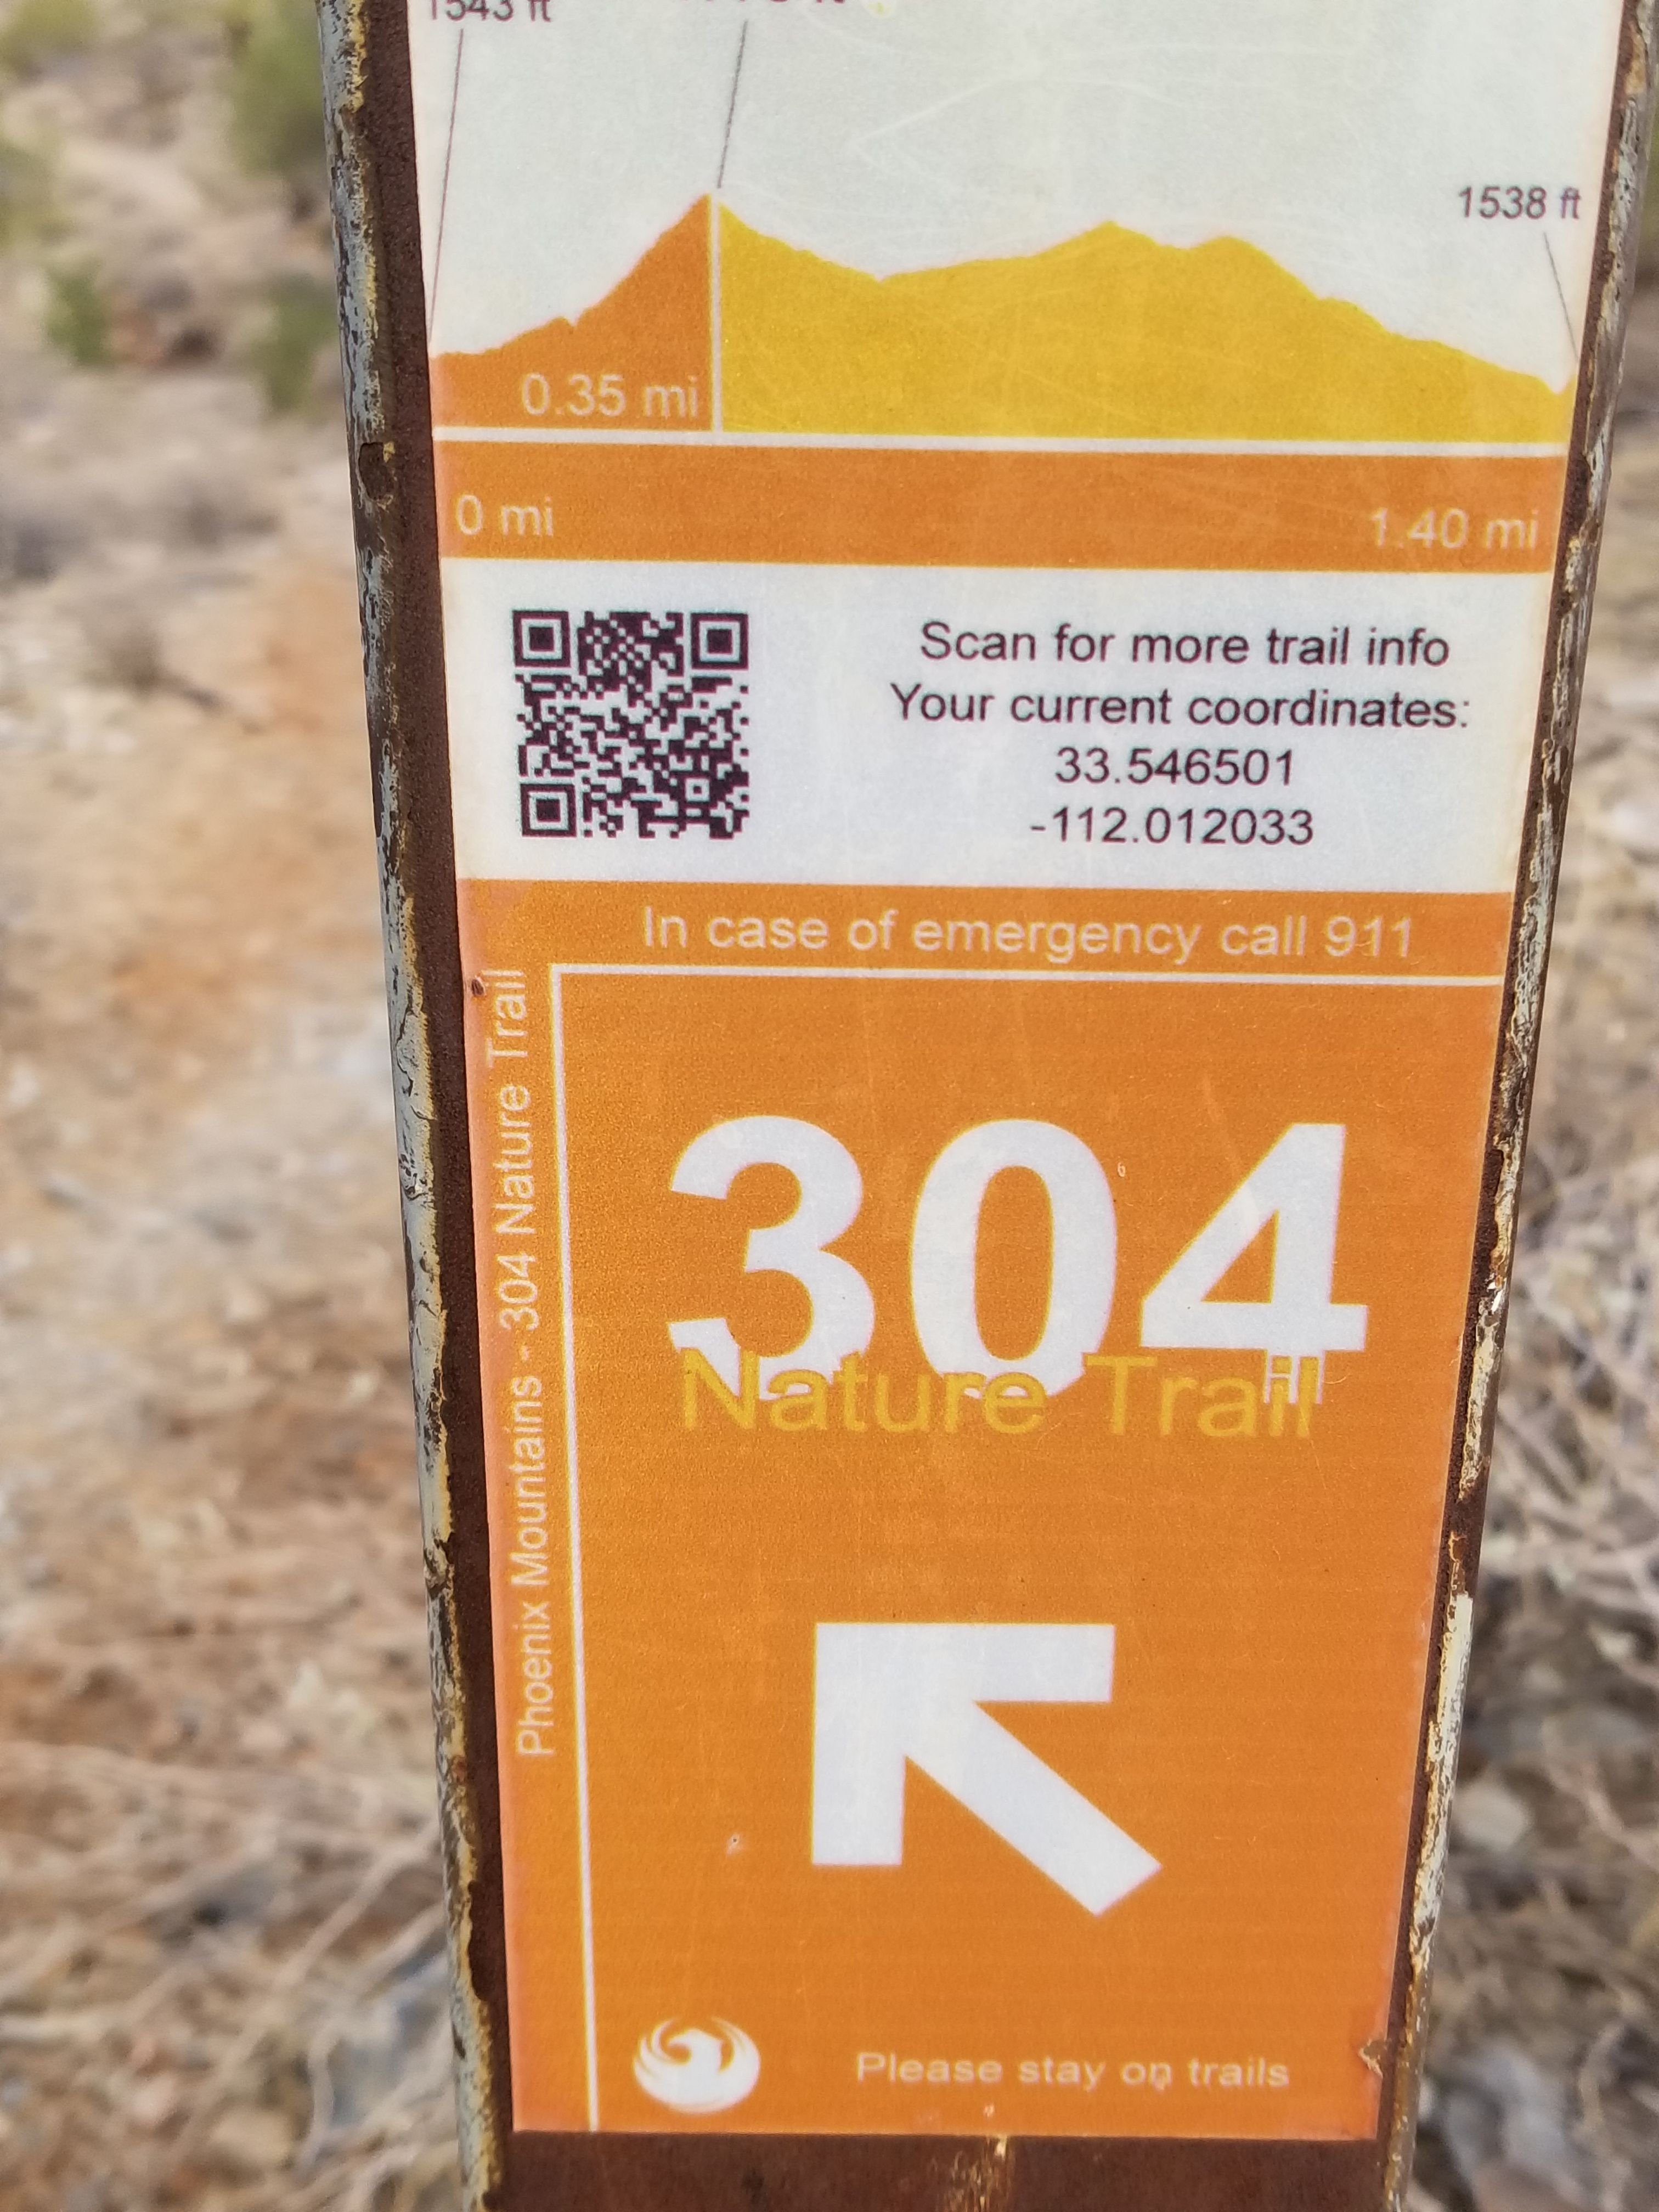 1543 ft
1538 ft
0.35 mi
0 mi
1.40 mi
Scan for more trail info
Your current coordinates:
33.546501
-112.012033
In case of emergency call 911
Phoenix Mountains - 304 Nature Trail
304
Nature Trail
Please stay on trails